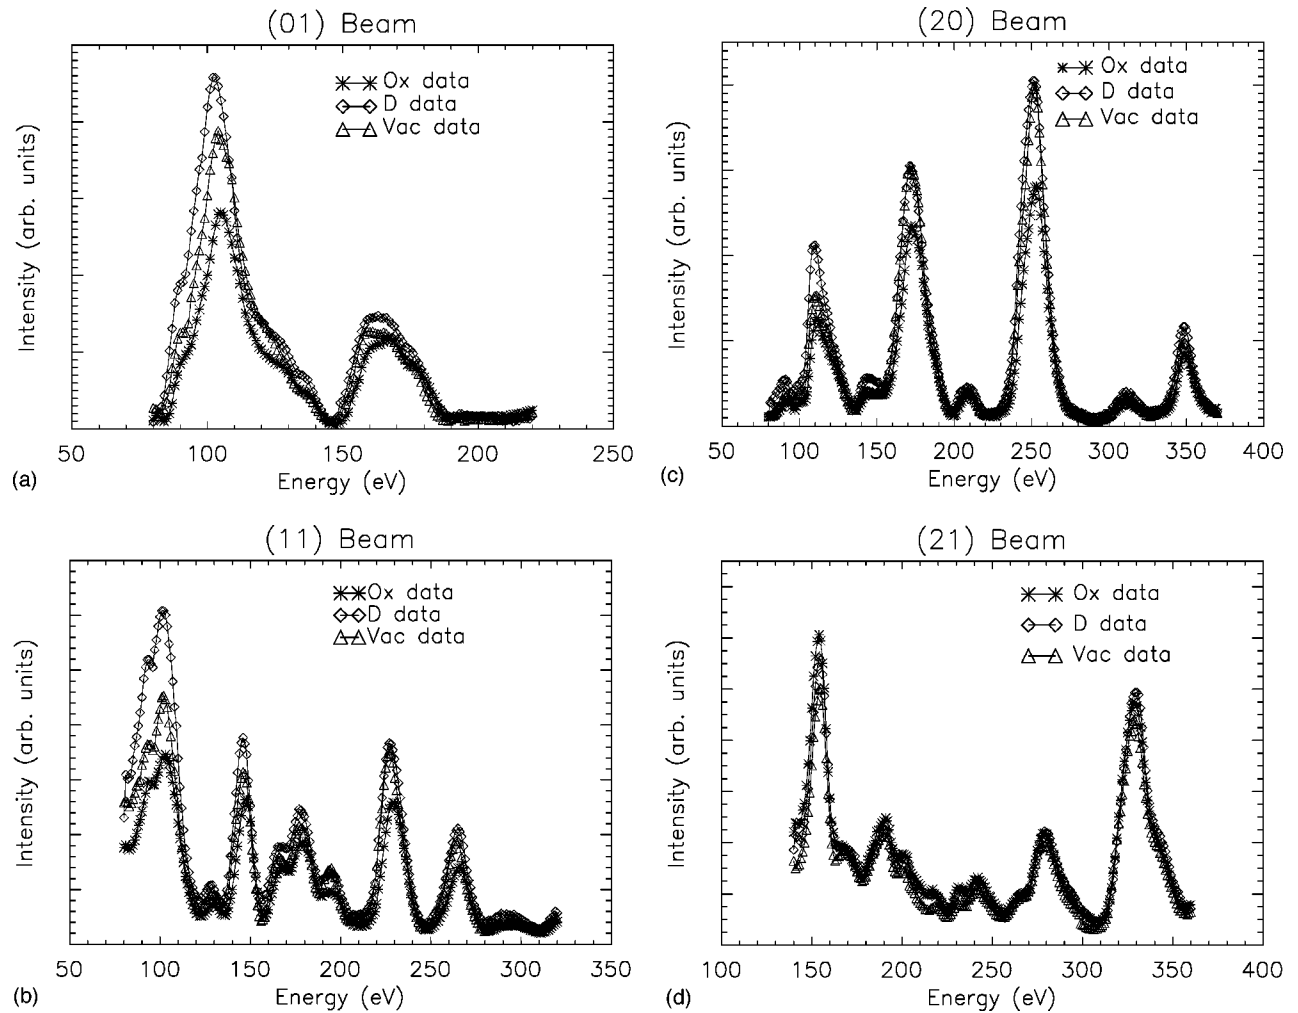 (01) Beam
Ox data
D data
Vac data
Intensity (arb. units)
50 100 150 200 250
Energy (eV)
(a)
(20) Beam
Ox data
D data
Vac data
Intensity (arb. units)
50 100 150 200 250 300 350 400
Energy (eV)
(c)
(11) Beam
Ox data
D data
Vac data
Intensity (arb. units)
50 100 150 200 250 300 350
Energy (eV)
(b)
(21) Beam
Ox data
D data
Vac data
Intensity (arb. units)
100 150 200 250 300 350 400
Energy (eV)
(d)